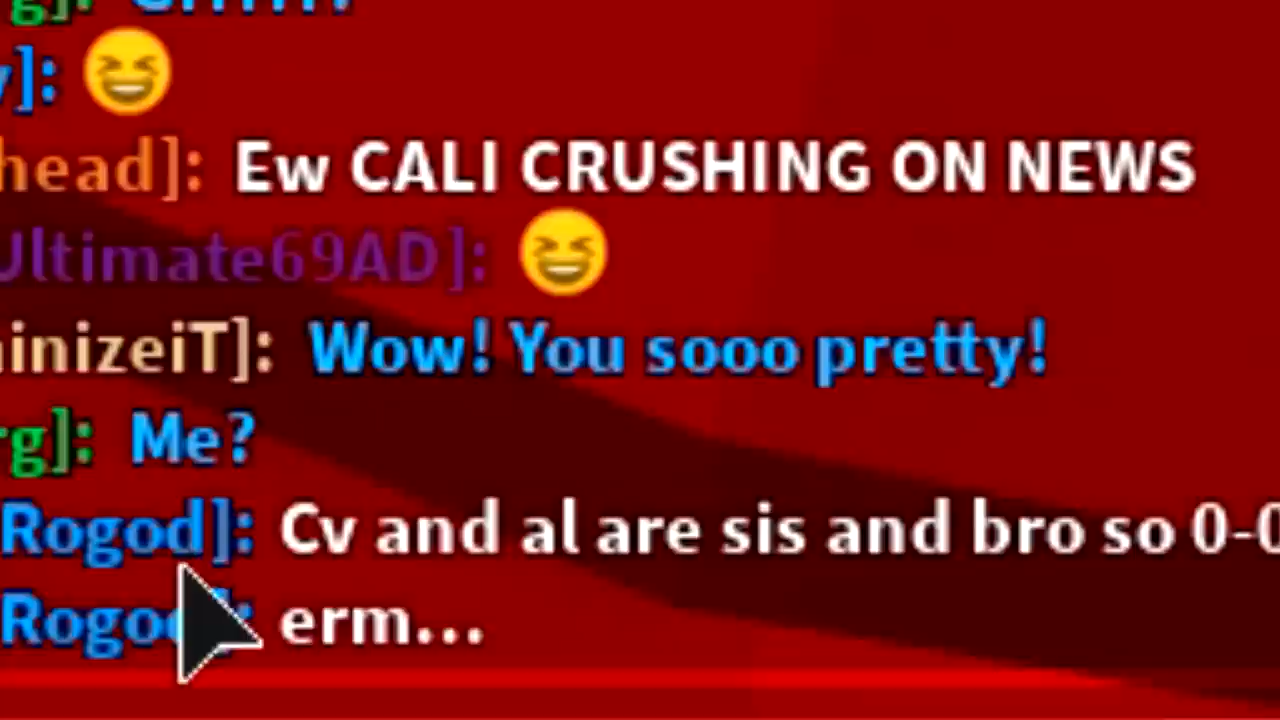 g]:
]: 😆
head]: Ew CALI CRUSHING ON NEWS
Ultimate69AD]: 😆
inizeiT]: Wow! You sooo pretty!
rg]: Me?
Rogod]: Cv and al are sis and bro so 0-0
Rogod]: erm...